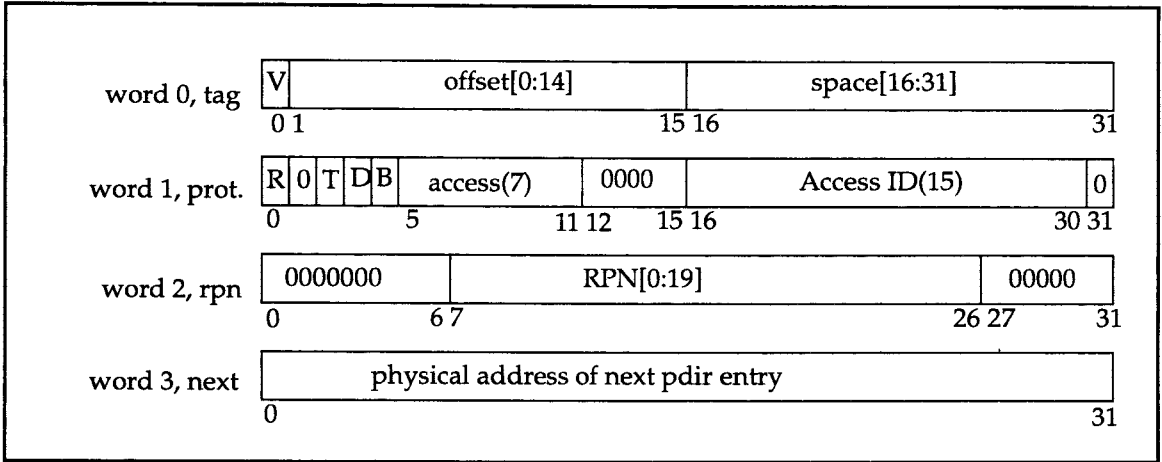 word 0, tag V offset[0:14] space[16:31]
0 1 15 16 31
word 1, prot. R 0 T D B access(7) 0000 Access ID(15) 0
0 5 11 12 15 16 30 31
word 2, rpn 0000000 RPN[0:19] 00000
0 6 7 26 27 31
word 3, next physical address of next pdir entry
0 31